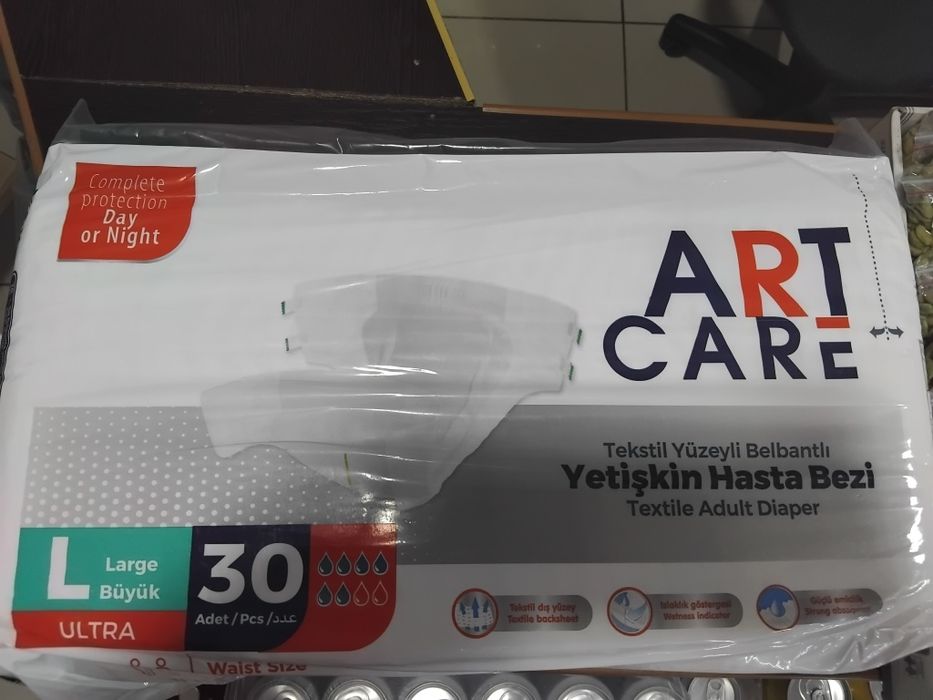 Complete
protection
Day
or Night
ART
CARE
Tekstil Yüzeyli Belbantlı
Yetişkin Hasta Bezi
Textile Adult Diaper
L
Large
Büyük
ULTRA
30
Adet / Pcs / عدد
Tekstil dış yüzey
Textile backsheet
Islaklık göstergesi
Wetness indicator
Güçlü emicilik
Strong absorbency
Waist Size